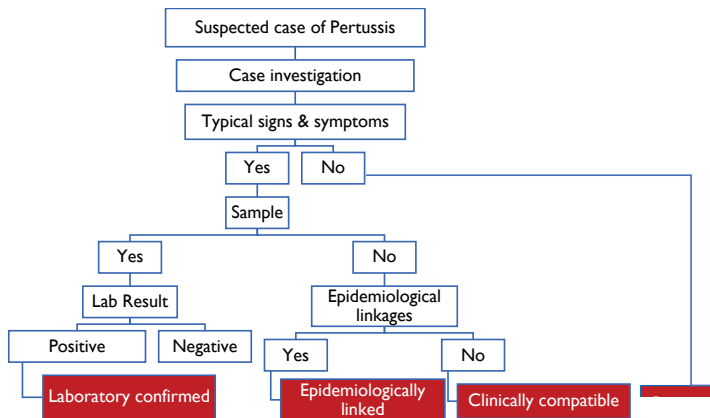 Suspected case of Pertussis
Case investigation
Typical signs & symptoms
Yes
No
Sample
Yes
No
Lab Result
Epidemiological
linkages
Positive
Negative
Yes
No
Laboratory confirmed
Epidemiologically
linked
Clinically compatible